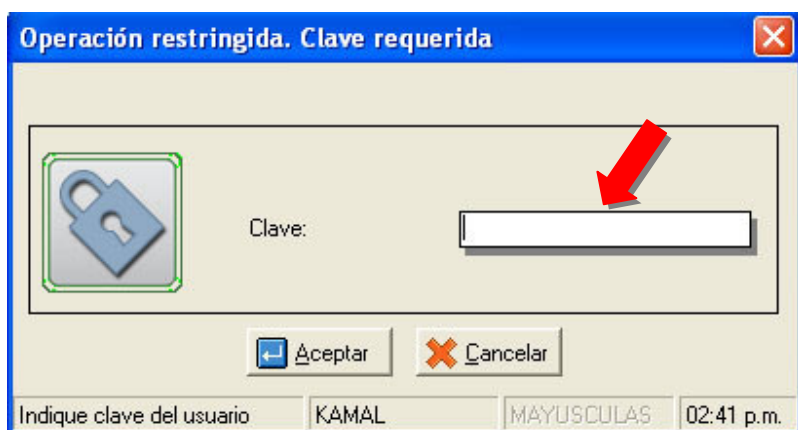 Operación restringida. Clave requerida
Clave:
Aceptar Cancelar
Indique clave del usuario KAMAL MAYUSCULAS 02:41 p.m.